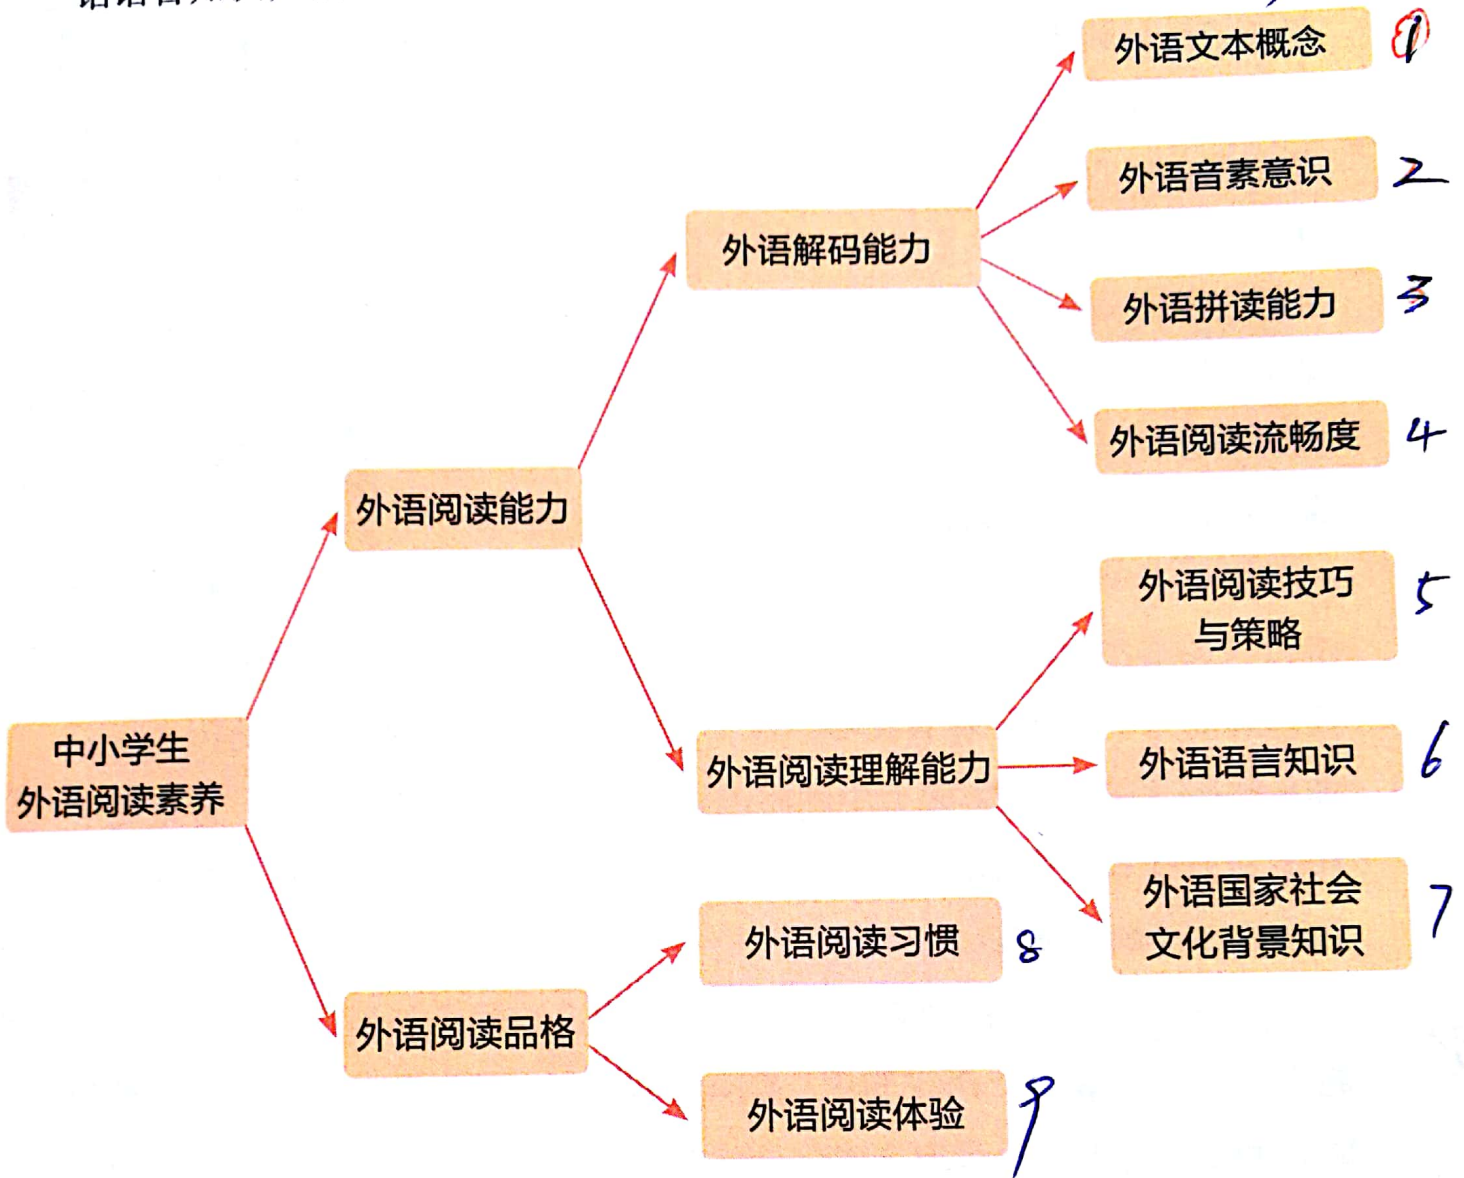 外语文本概念 1
外语音素意识 2
外语解码能力
外语拼读能力 3
外语阅读流畅度 4
外语阅读能力
外语阅读技巧 5
与策略
中小学生
外语阅读素养
外语阅读理解能力
外语语言知识 6
外语国家社会 7
文化背景知识
外语阅读习惯 8
外语阅读品格
外语阅读体验 9